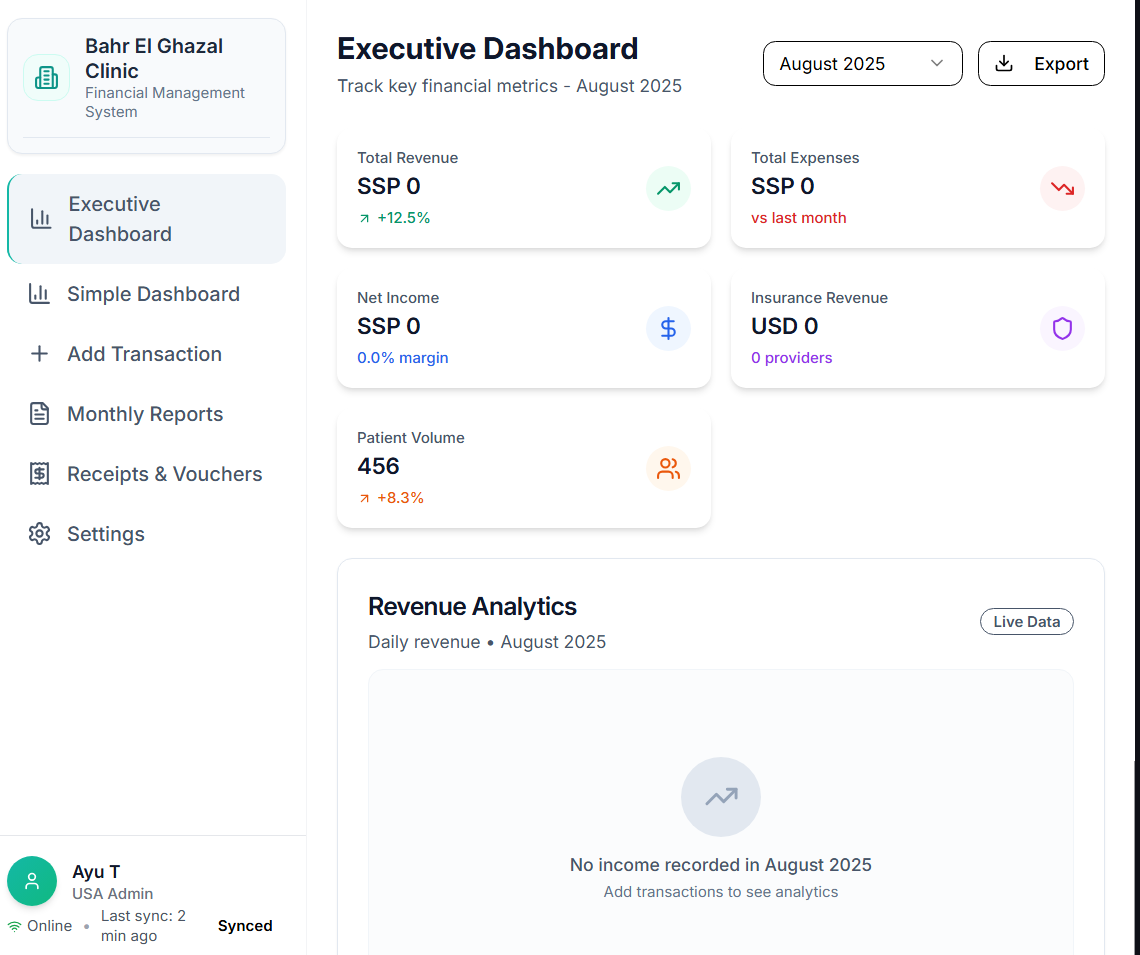 Bahr El Ghazal
Clinic
Financial Management
System
Executive
Dashboard
Simple Dashboard
Add Transaction
Monthly Reports
Receipts & Vouchers
Settings
Ayu T
USA Admin
Online • Last sync: 2
min ago
Synced
Executive Dashboard
Track key financial metrics - August 2025
August 2025
Export
Total Revenue
SSP 0
+12.5%
Total Expenses
SSP 0
vs last month
Net Income
SSP 0
0.0% margin
Insurance Revenue
USD 0
0 providers
Patient Volume
456
+8.3%
Revenue Analytics
Daily revenue • August 2025
Live Data
No income recorded in August 2025
Add transactions to see analytics